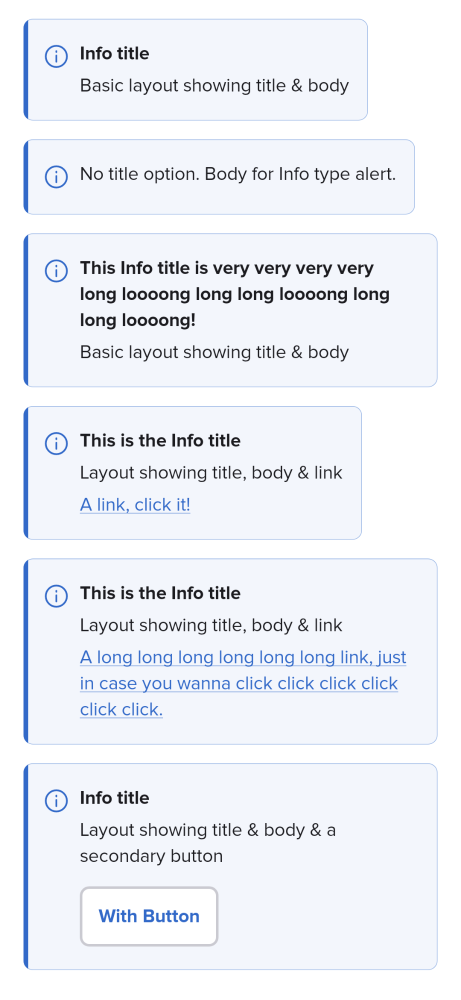 Info title
Basic layout showing title & body
No title option. Body for Info type alert.
This Info title is very very very very
long loooong long long loooong long
long loooong!
Basic layout showing title & body
This is the Info title
Layout showing title, body & link
A link, click it!
This is the Info title
Layout showing title, body & link
A long long long long long long link, just
in case you wanna click click click click
click click.
Info title
Layout showing title & body & a
secondary button
With Button